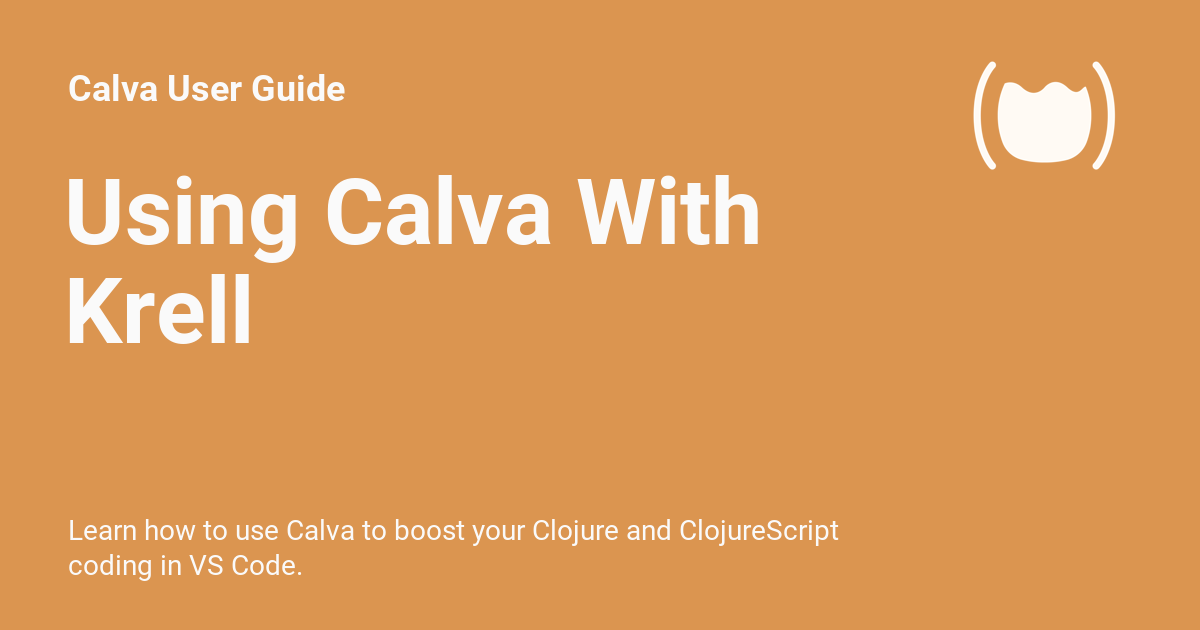 Calva User Guide
Using Calva With
Krell
Learn how to use Calva to boost your Clojure and ClojureScript
coding in VS Code.